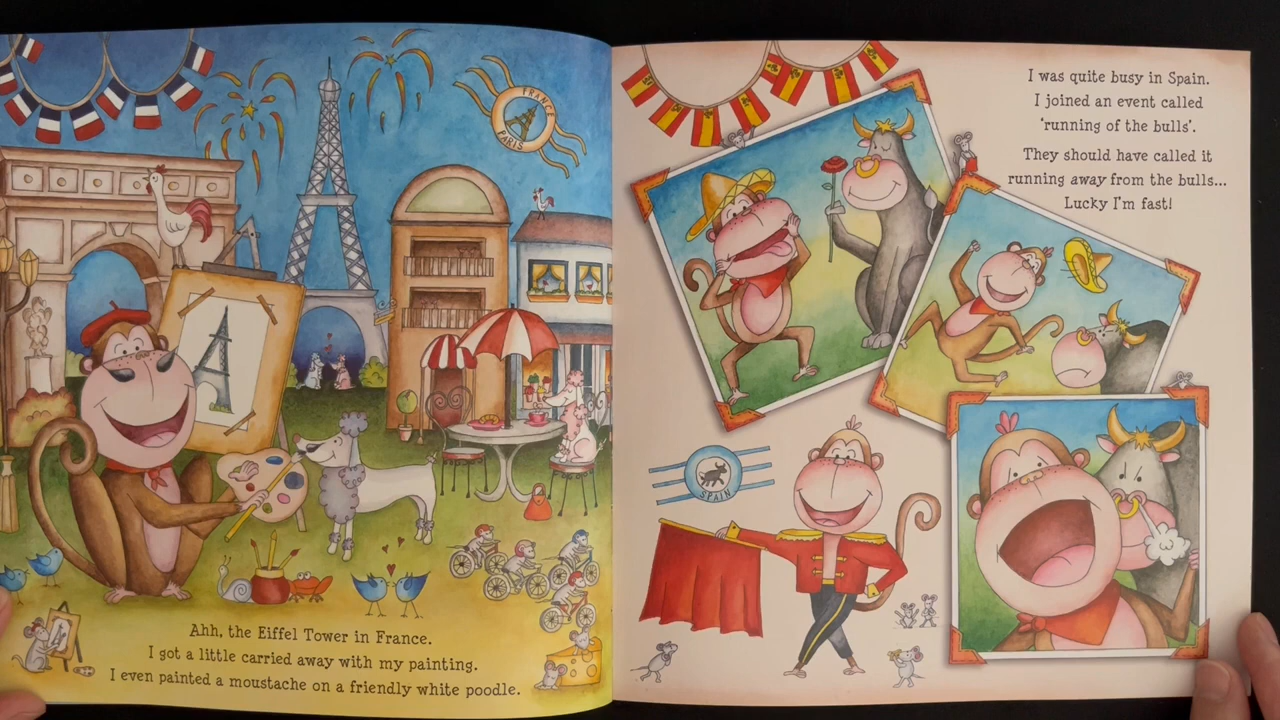 FRANCE
PARIS
Ahh, the Eiffel Tower in France.
I got a little carried away with my painting.
I even painted a moustache on a friendly white poodle.
I was quite busy in Spain.
I joined an event called
‘running of the bulls’.
They should have called it
running away from the bulls...
Lucky I'm fast!
SPAIN